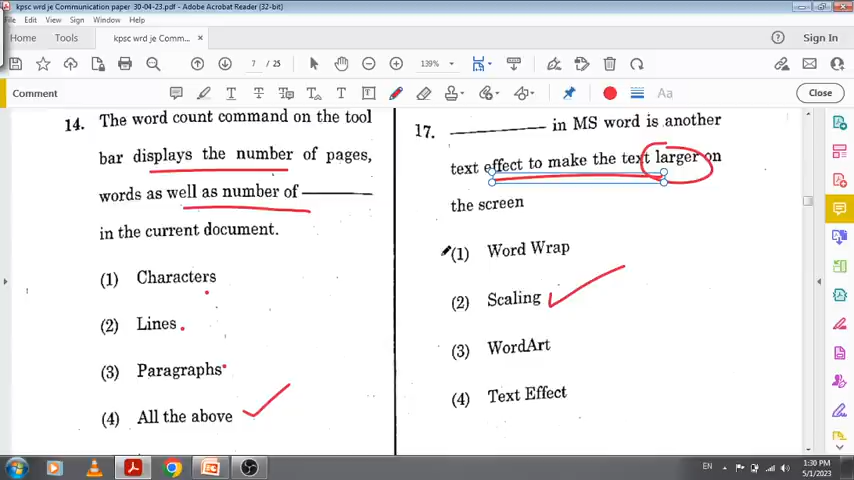 kpsc wrd je Communication paper 30-04-23.pdf - Adobe Acrobat Reader (32-bit)
File Edit View Sign Window Help
Home Tools kpsc wrd je Comm... × Sign In
7 / 25 139%
Comment Close
14. The word count command on the tool
bar displays the number of pages,
words as well as number of
in the current document.
(1) Characters
(2) Lines
(3) Paragraphs
(4) All the above
17. in MS word is another
text effect to make the text larger on
the screen
(1) Word Wrap
(2) Scaling
(3) WordArt
(4) Text Effect
EN
1:30 PM
5/1/2023